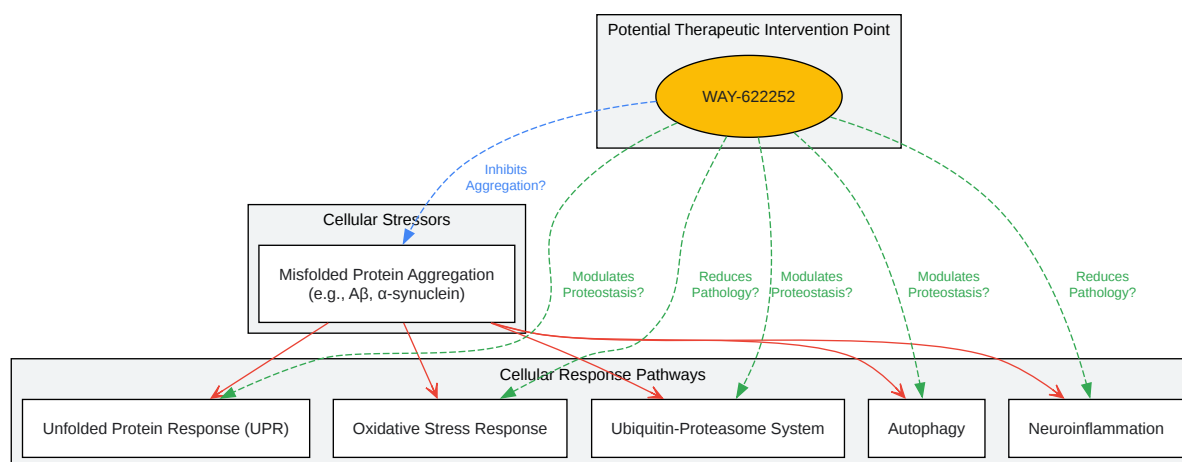 Potential Therapeutic Intervention Point
WAY-622252
Inhibits
Aggregation?
Cellular Stressors
Misfolded Protein Aggregation
(e.g., Aβ, α-synuclein)
Modulates
Proteostasis?
Reduces
Pathology?
Modulates
Proteostasis?
Modulates
Proteostasis?
Reduces
Pathology?
Cellular Response Pathways
Unfolded Protein Response (UPR)
Oxidative Stress Response
Ubiquitin-Proteasome System
Autophagy
Neuroinflammation